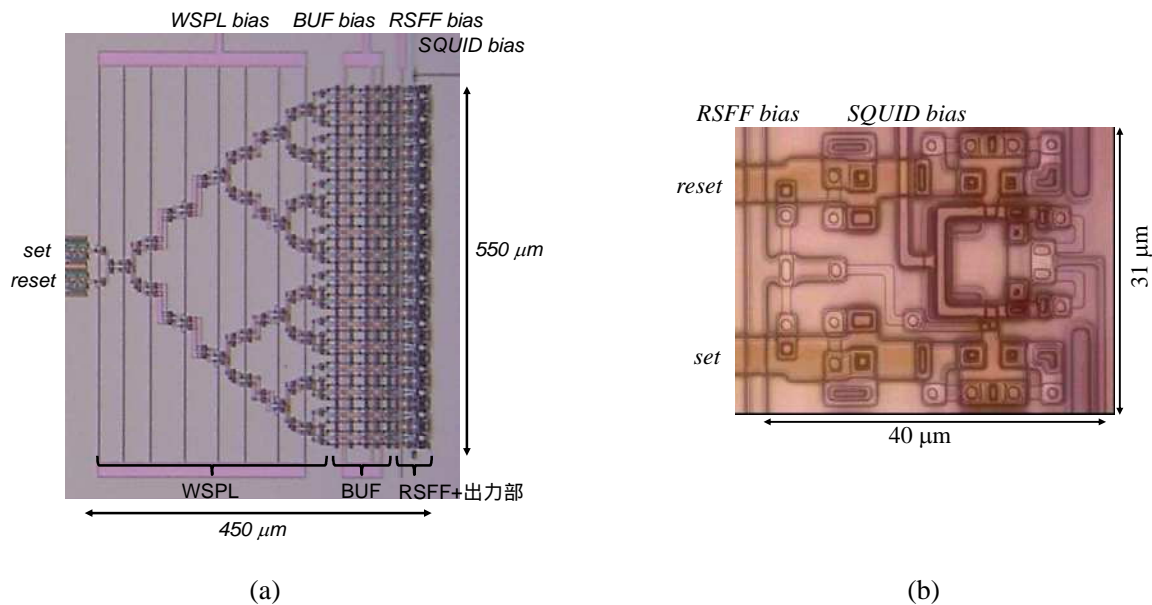 WSPL bias BUF bias RSFF bias
SQUID bias
set
reset
550 μm
WSPL BUF RSFF+出力部
450 μm
(a)
RSFF bias SQUID bias
reset
set
31 μm
40 μm
(b)